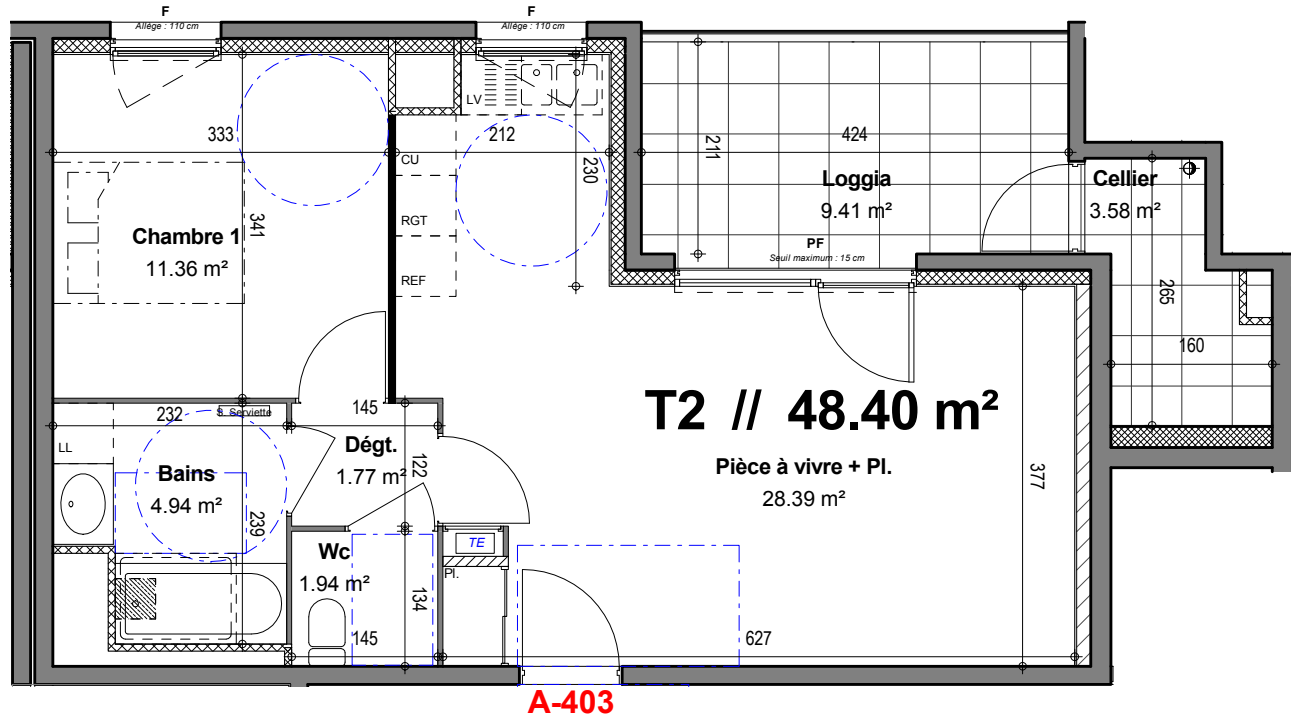 F
Allège : 110 cm
F
Allège : 110 cm
LV
333
212
211
424
CU
230
Loggia
9.41 m²
Cellier
3.58 m²
RGT
Chambre 1
11.36 m²
341
PF
Seuil maximum : 15 cm
REF
265
160
T2 // 48.40 m²
232
S. Serviette
145
LL
Dégt.
1.77 m²
122
Pièce à vivre + Pl.
28.39 m²
377
Bains
4.94 m²
239
TE
Wc
1.94 m²
Pl.
134
145
627
A-403